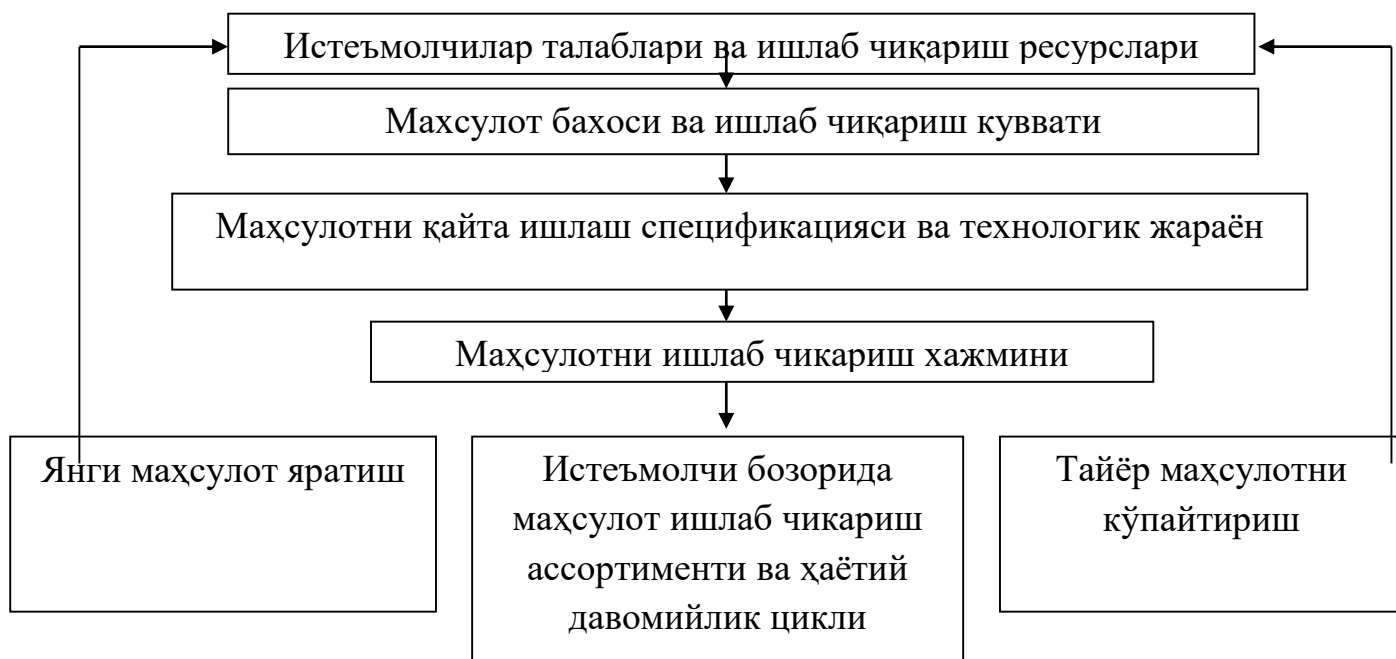 Истеъмолчилар талаблари ва ишлаб чиқариш ресурслари
Махсулот бахоси ва ишлаб чиқариш куввати
Маҳсулотни қайта ишлаш спецификацияси ва технологик жараён
Маҳсулотни ишлаб чикариш хажмини
Янги маҳсулот яратиш
Истеъмолчи бозорида
маҳсулот ишлаб чикариш
ассортименти ва ҳаётий
давомийлик цикли
Тайёр маҳсулотни
кўпайтириш